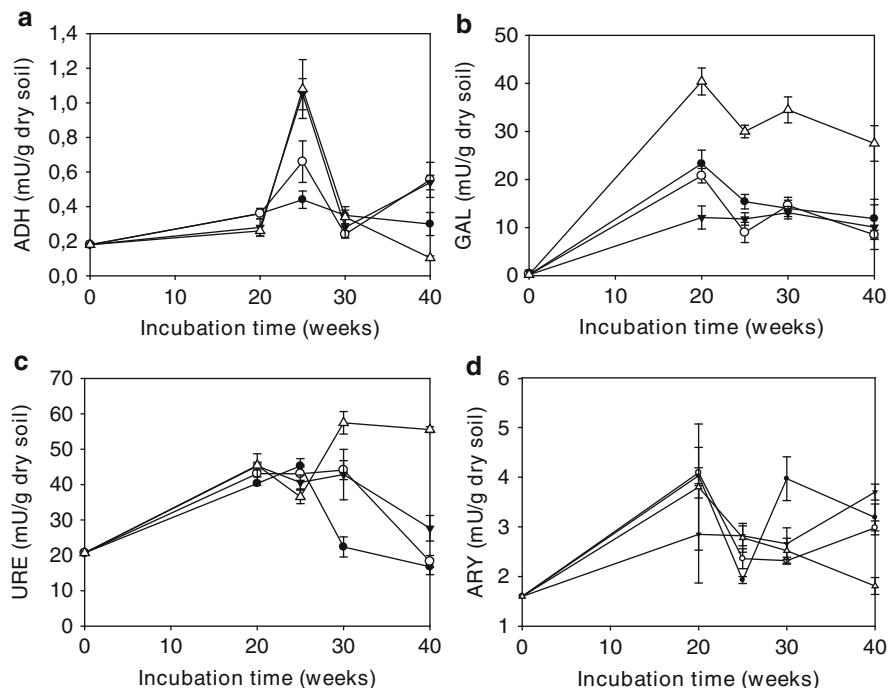 a
ADH (mU/g dry soil)
1,4
1,2
1,0
0,8
0,6
0,4
0,2
0,0
0 10 20 30 40
Incubation time (weeks)
b
GAL (mU/g dry soil)
50
40
30
20
10
0
0 10 20 30 40
Incubation time (weeks)
c
URE (mU/g dry soil)
70
60
50
40
30
20
10
0
0 10 20 30 40
Incubation time (weeks)
d
ARY (mU/g dry soil)
6
5
4
3
2
1
0 10 20 30 40
Incubation time (weeks)